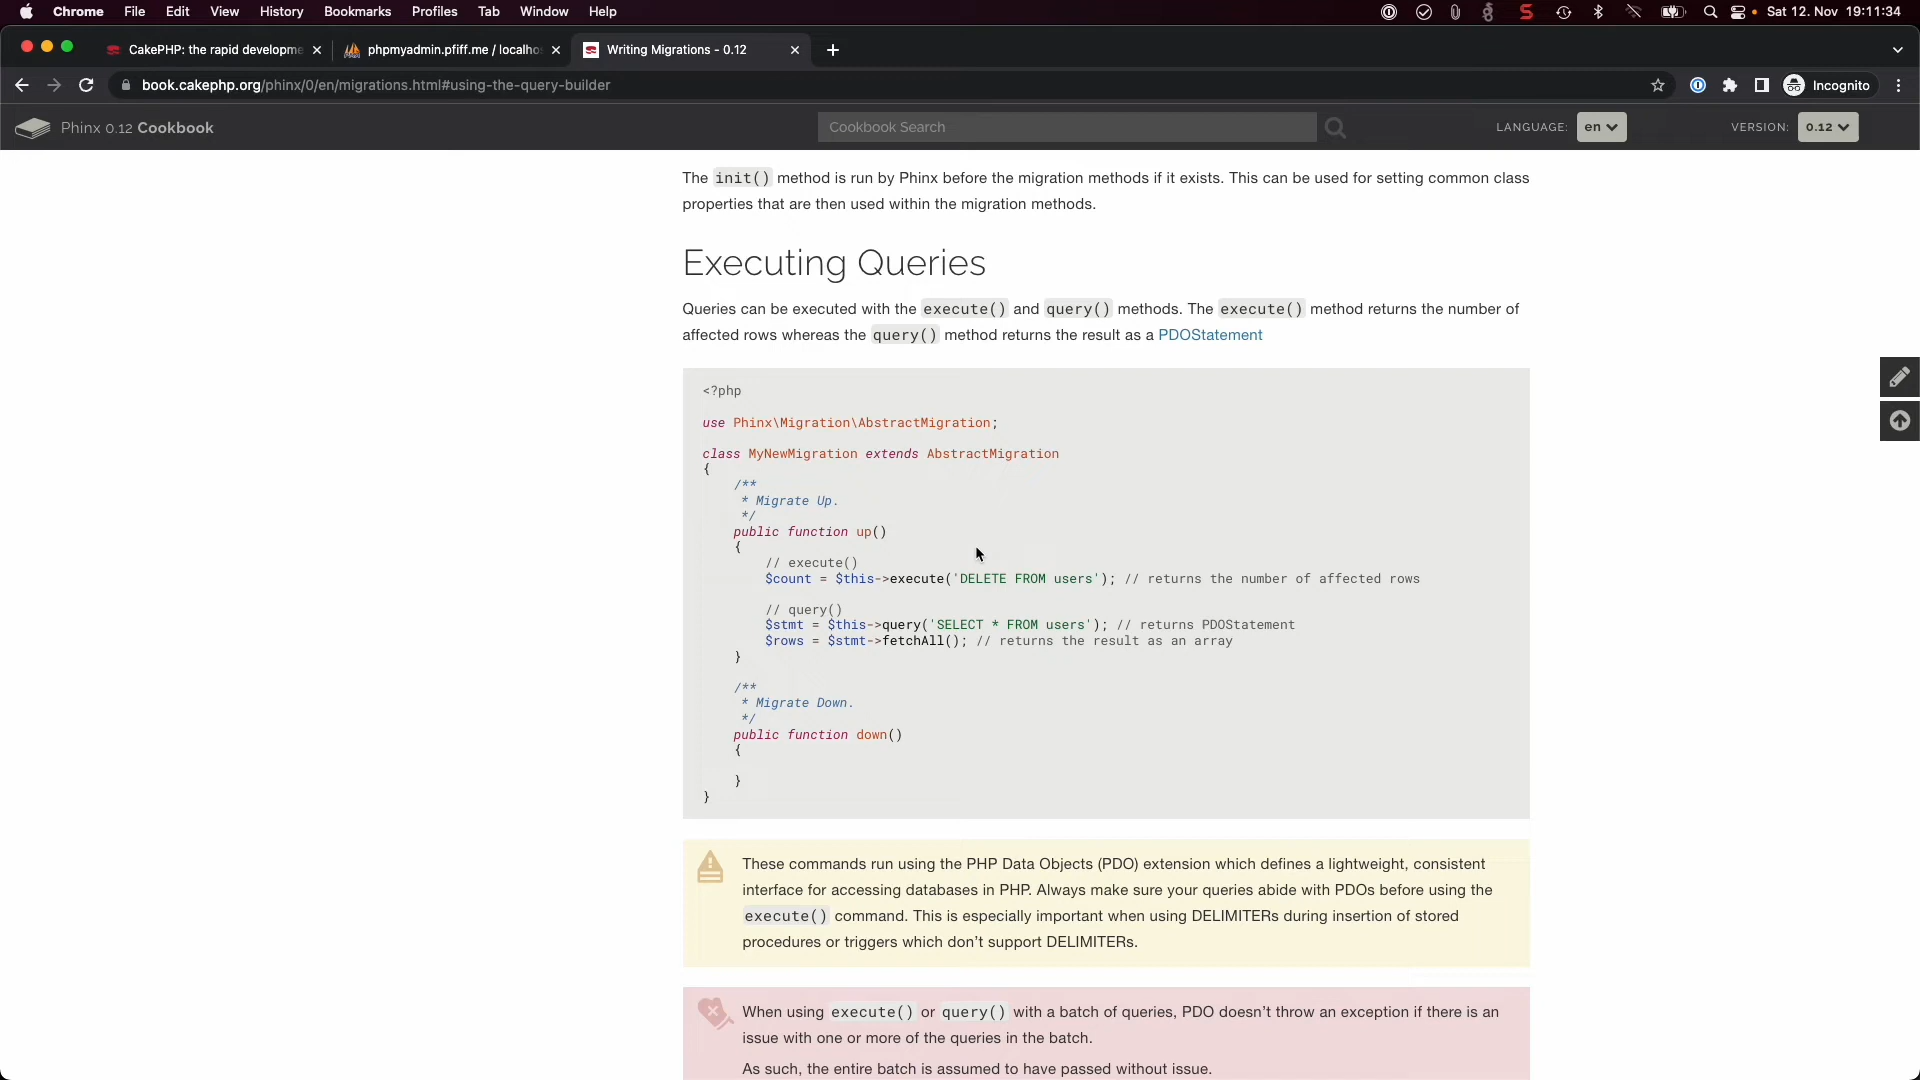 Chrome File Edit View History Bookmarks Profiles Tab Window Help Sat 12. Nov 19:11:34
CakePHP: the rapid developme phpmyadmin.pfiff.me / localho Writing Migrations - 0.12
book.cakephp.org/phinx/0/en/migrations.html#using-the-query-builder Incognito
Phinx 0.12 Cookbook Cookbook Search LANGUAGE: en VERSION: 0.12
The init() method is run by Phinx before the migration methods if it exists. This can be used for setting common class
properties that are then used within the migration methods.
Executing Queries
Queries can be executed with the execute() and query() methods. The execute() method returns the number of
affected rows whereas the query() method returns the result as a PDOStatement
<?php
use Phinx\Migration\AbstractMigration;
class MyNewMigration extends AbstractMigration
{
/**
* Migrate Up.
*/
public function up()
{
// execute()
$count = $this->execute('DELETE FROM users'); // returns the number of affected rows
// query()
$stmt = $this->query('SELECT * FROM users'); // returns PDOStatement
$rows = $stmt->fetchAll(); // returns the result as an array
}
/**
* Migrate Down.
*/
public function down()
{
}
}
These commands run using the PHP Data Objects (PDO) extension which defines a lightweight, consistent
interface for accessing databases in PHP. Always make sure your queries abide with PDOs before using the
execute() command. This is especially important when using DELIMITERs during insertion of stored
procedures or triggers which don't support DELIMITERs.
When using execute() or query() with a batch of queries, PDO doesn't throw an exception if there is an
issue with one or more of the queries in the batch.
As such, the entire batch is assumed to have passed without issue.